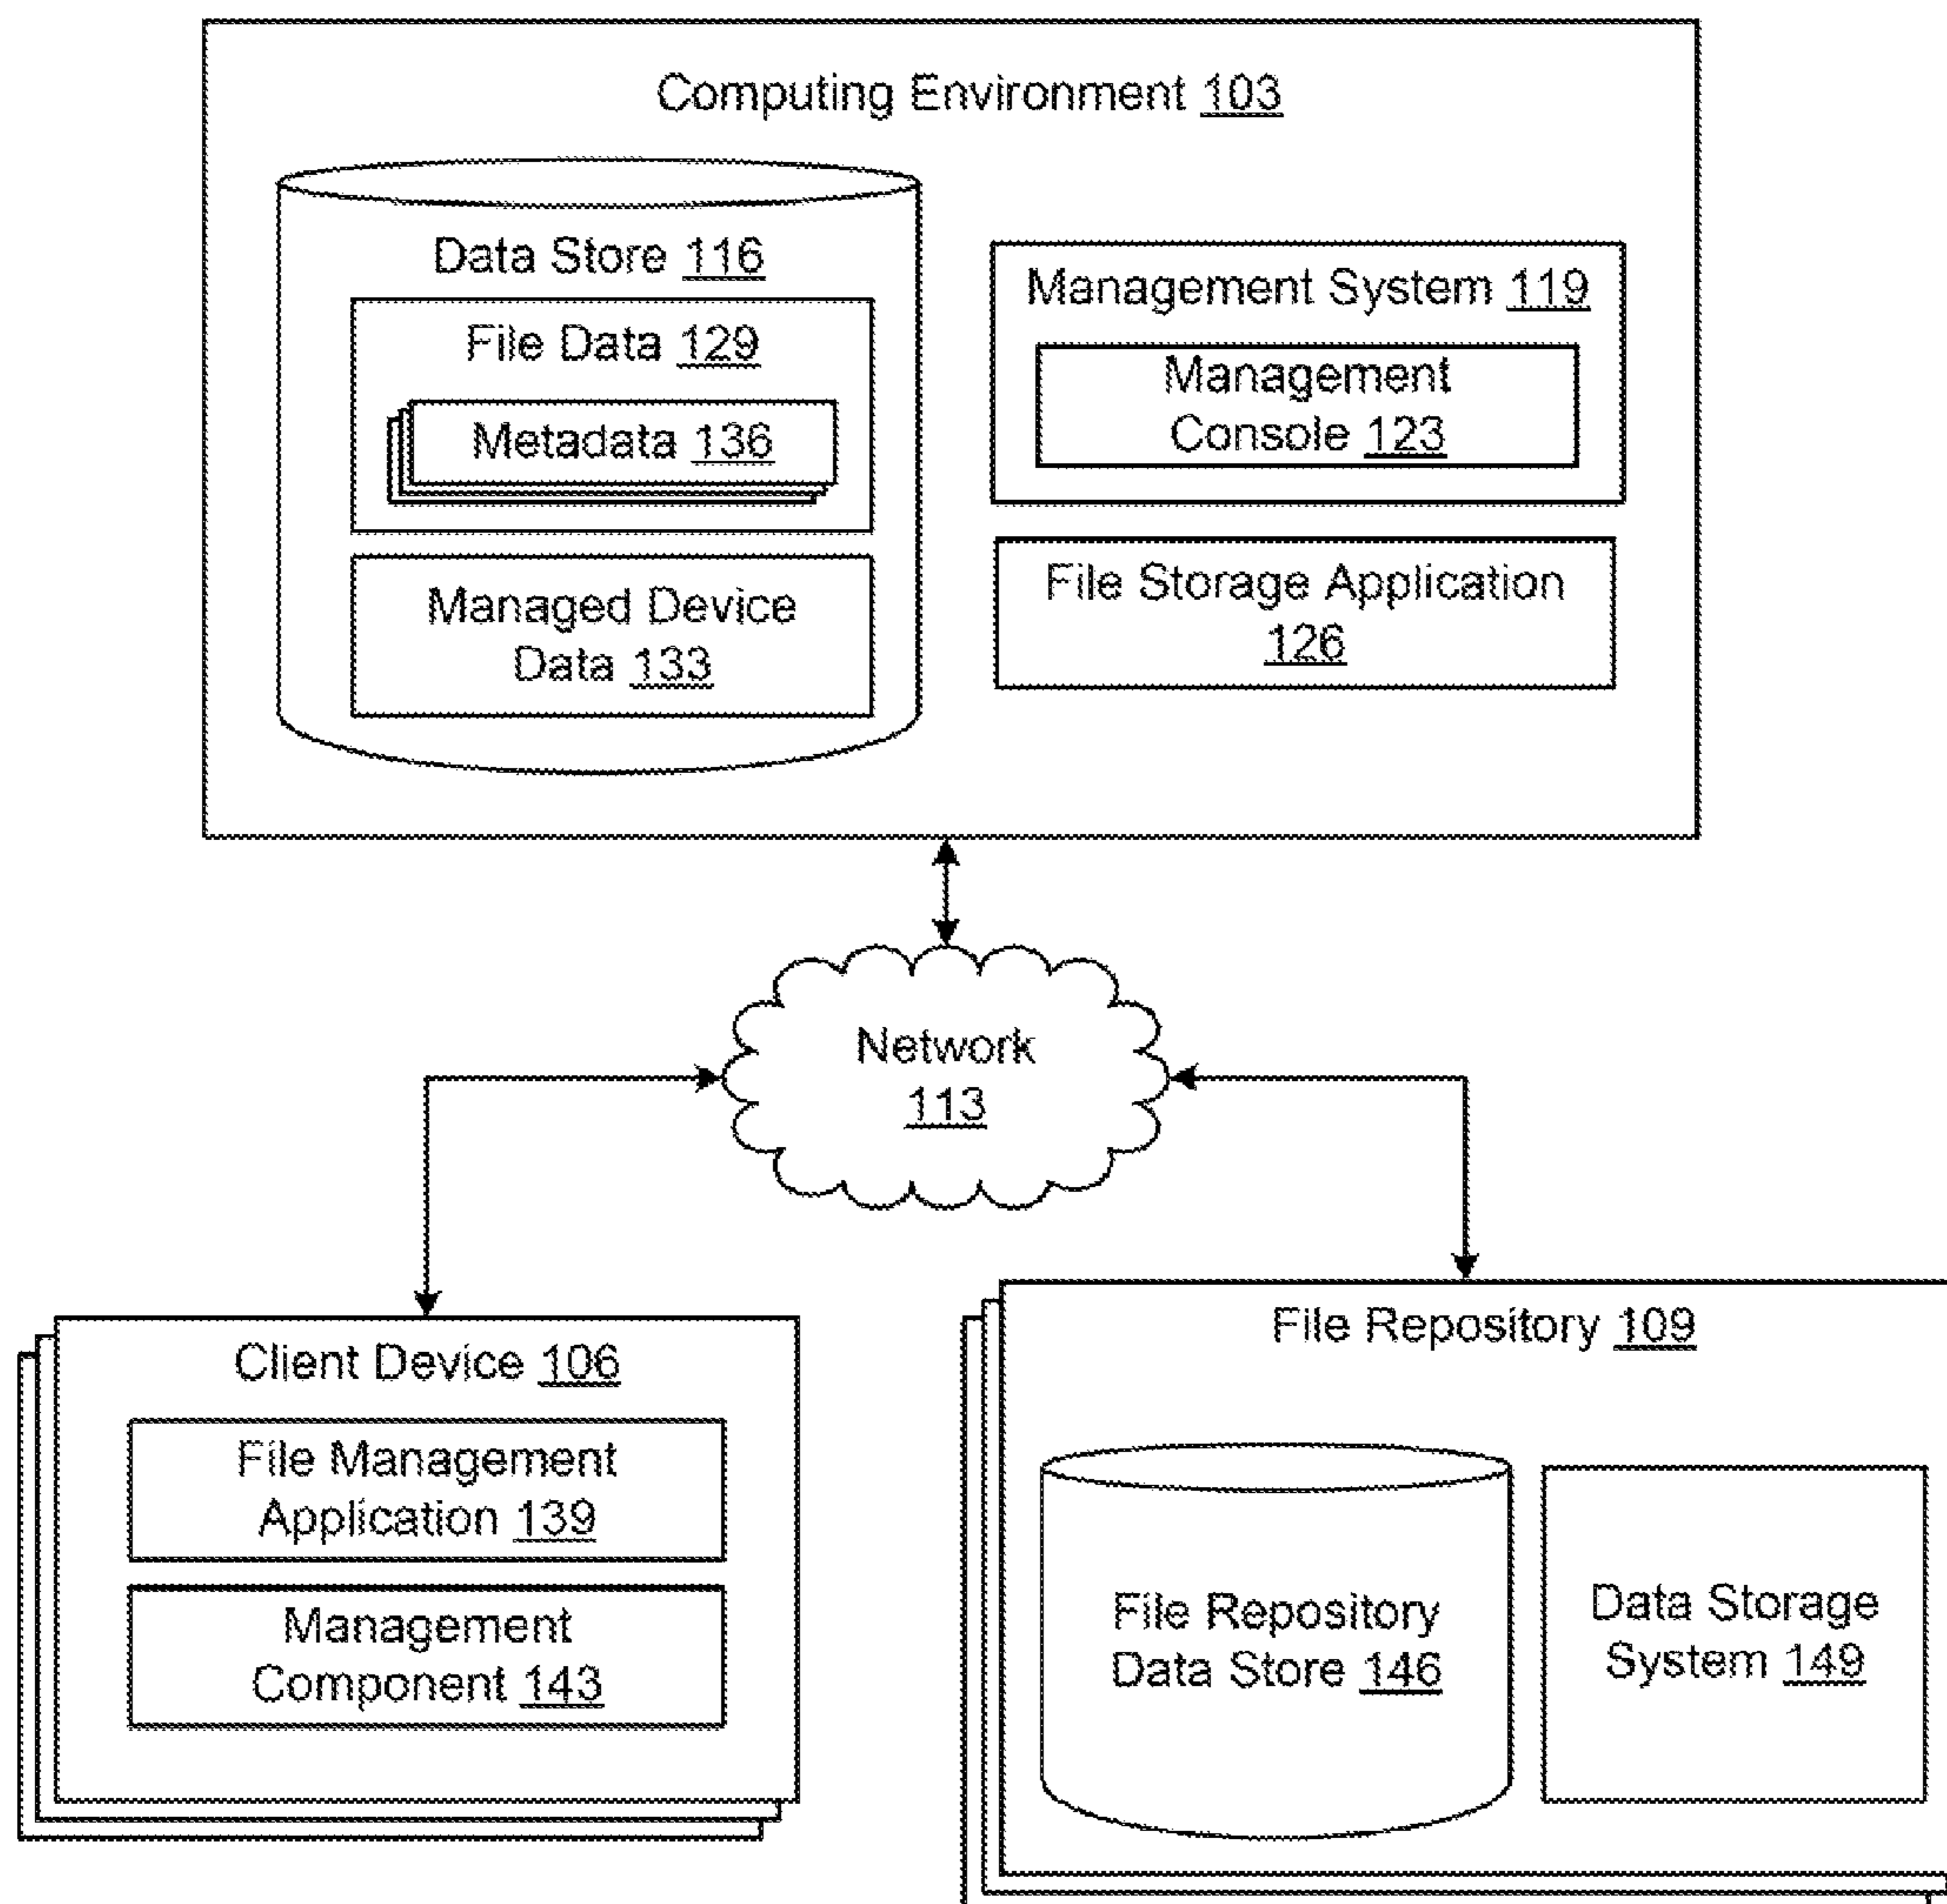 Computing Environment 103
Data Store 116
File Data 129
Metadata 136
Managed Device
Data 133
Management System 119
Management
Console 123
File Storage Application
126
Network
113
Client Device 106
File Management
Application 139
Management
Component 143
File Repository 109
File Repository
Data Store 146
Data Storage
System 149